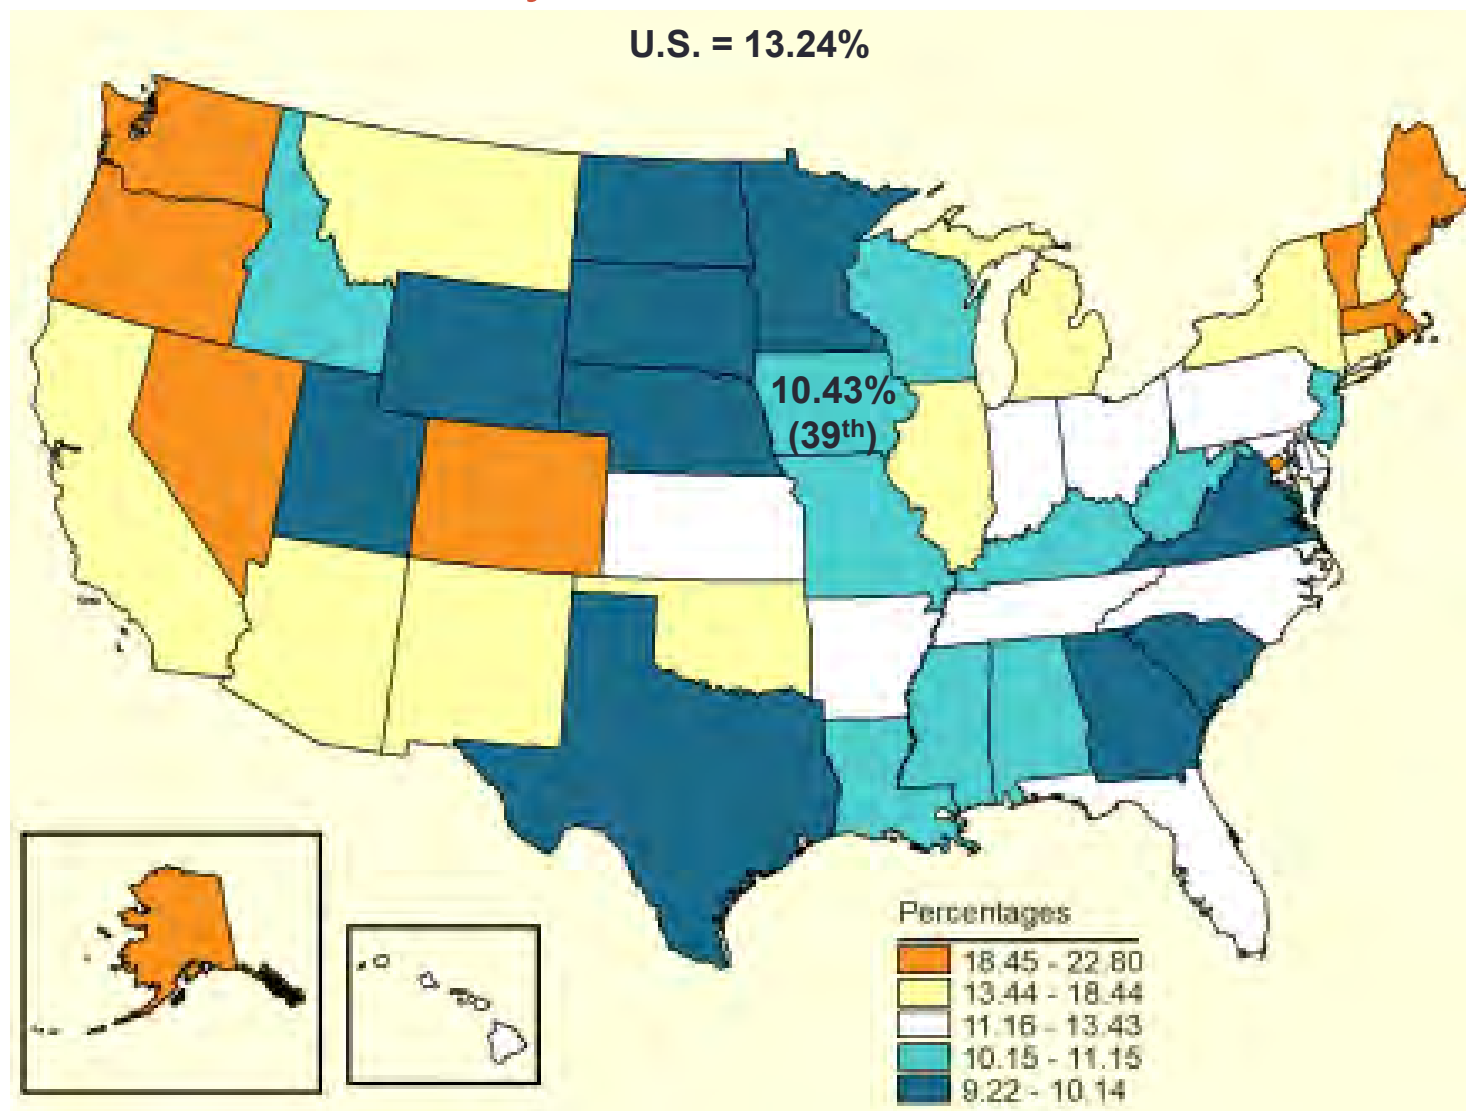 U.S. = 13.24%
10.43%
(39th)
Percentages
18.45 - 22.80
13.44 - 18.44
11.16 - 13.43
10.15 - 11.15
9.22 - 10.14